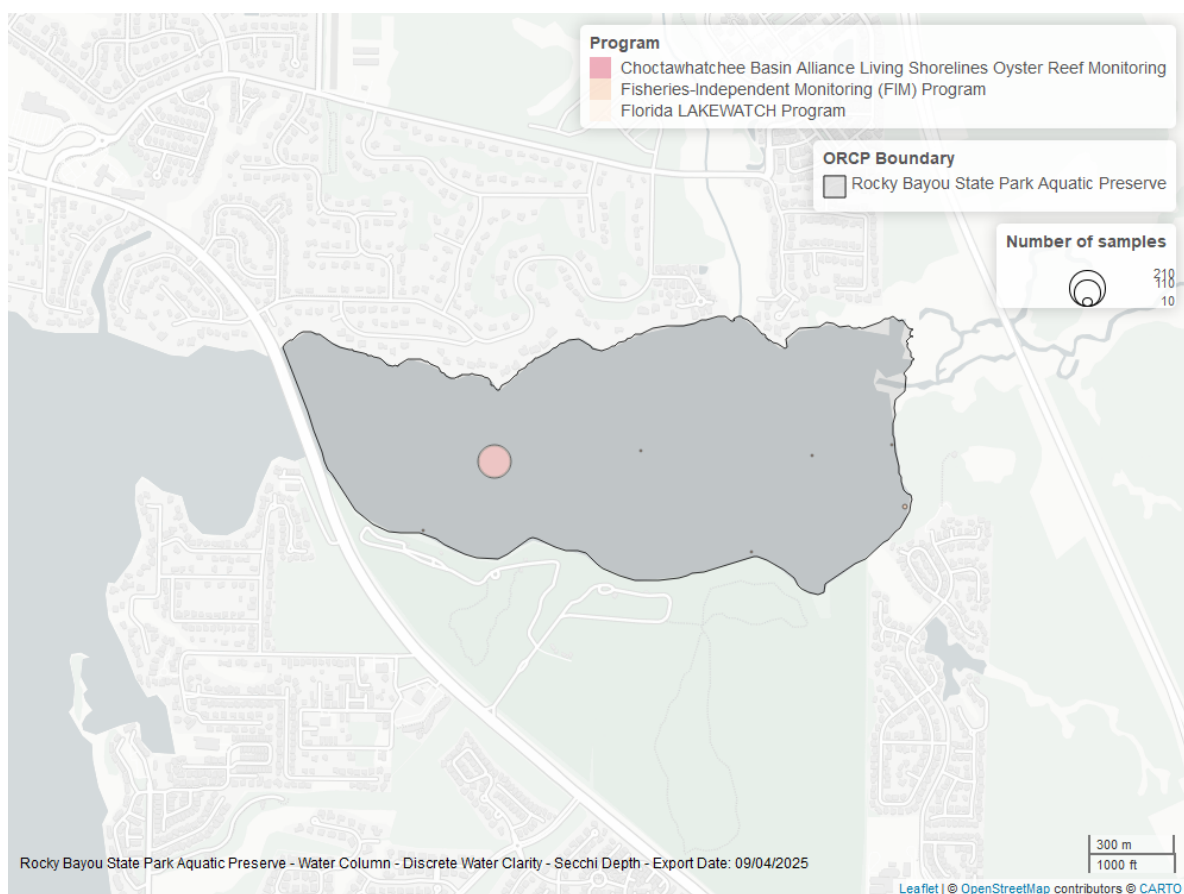 Program
Choctawhatchee Basin Alliance Living Shorelines Oyster Reef Monitoring
Fisheries-Independent Monitoring (FIM) Program
Florida LAKEWATCH Program
ORCP Boundary
Rocky Bayou State Park Aquatic Preserve
Number of samples
210
110
10
300 m
1000 ft
Rocky Bayou State Park Aquatic Preserve - Water Column - Discrete Water Clarity - Secchi Depth - Export Date: 09/04/2025
Leaflet | © OpenStreetMap contributors © CARTO